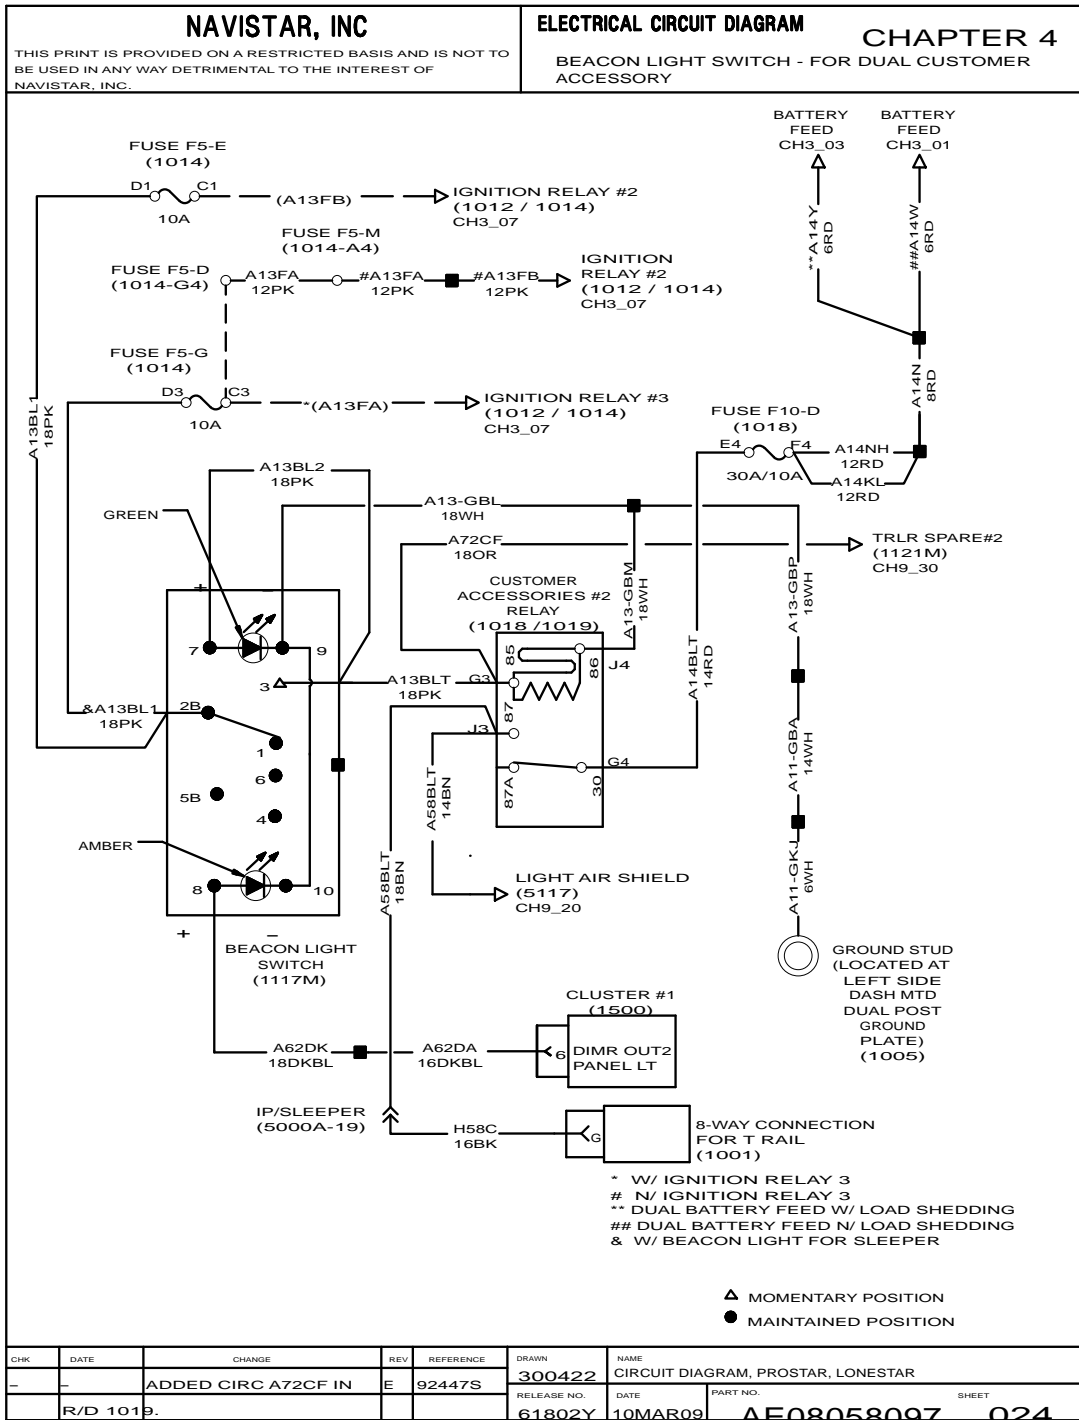 NAVISTAR, INC
THIS PRINT IS PROVIDED ON A RESTRICTED BASIS AND IS NOT TO
BE USED IN ANY WAY DETRIMENTAL TO THE INTEREST OF
NAVISTAR, INC.
ELECTRICAL CIRCUIT DIAGRAM
CHAPTER 4
BEACON LIGHT SWITCH - FOR DUAL CUSTOMER
ACCESSORY
BATTERY
FEED
CH3_03
BATTERY
FEED
CH3_01
**A14Y
6RD
##A14W
6RD
A14N
8RD
FUSE F5-E
(1014)
D1
C1
10A
(A13FB)
IGNITION RELAY #2
(1012 / 1014)
CH3_07
FUSE F5-M
(1014-A4)
FUSE F5-D
(1014-G4)
A13FA
12PK
#A13FA
12PK
#A13FB
12PK
IGNITION
RELAY #2
(1012 / 1014)
CH3_07
FUSE F5-G
(1014)
D3
C3
10A
*(A13FA)
IGNITION RELAY #3
(1012 / 1014)
CH3_07
FUSE F10-D
(1018)
E4
F4
30A/10A
A14NH
12RD
A14KL
12RD
A13BL1
18PK
A13BL2
18PK
A13-GBL
18WH
GREEN
A72CF
18OR
TRLR SPARE#2
(1121M)
CH9_30
CUSTOMER
ACCESSORIES #2
RELAY
(1018 /1019)
A13-GBM
18WH
A13-GBP
18WH
+
–
7
9
3
A13BLT
18PK
G3
85
86
J4
A14BLT
14RD
&A13BL1
18PK
2B
1
6
5B
4
J3
87
87A
30
G4
A11-GBA
14WH
A58BLT
14BN
A58BLT
18BN
AMBER
8
10
+
–
BEACON LIGHT
SWITCH
(1117M)
LIGHT AIR SHIELD
(5117)
CH9_20
A11-GKJ
6WH
GROUND STUD
(LOCATED AT
LEFT SIDE
DASH MTD
DUAL POST
GROUND
PLATE)
(1005)
CLUSTER #1
(1500)
A62DK
18DKBL
A62DA
16DKBL
6
DIMR OUT2
PANEL LT
IP/SLEEPER
(5000A-19)
H58C
16BK
G
8-WAY CONNECTION
FOR T RAIL
(1001)
* W/ IGNITION RELAY 3
# N/ IGNITION RELAY 3
** DUAL BATTERY FEED W/ LOAD SHEDDING
## DUAL BATTERY FEED N/ LOAD SHEDDING
& W/ BEACON LIGHT FOR SLEEPER
MOMENTARY POSITION
MAINTAINED POSITION
CHK DATE CHANGE REV REFERENCE
– – ADDED CIRC A72CF IN E 92447S
R/D 1019.
DRAWN
300422
NAME
CIRCUIT DIAGRAM, PROSTAR, LONESTAR
RELEASE NO.
61802Y
DATE
10MAR09
PART NO.
AE08058097
SHEET
024